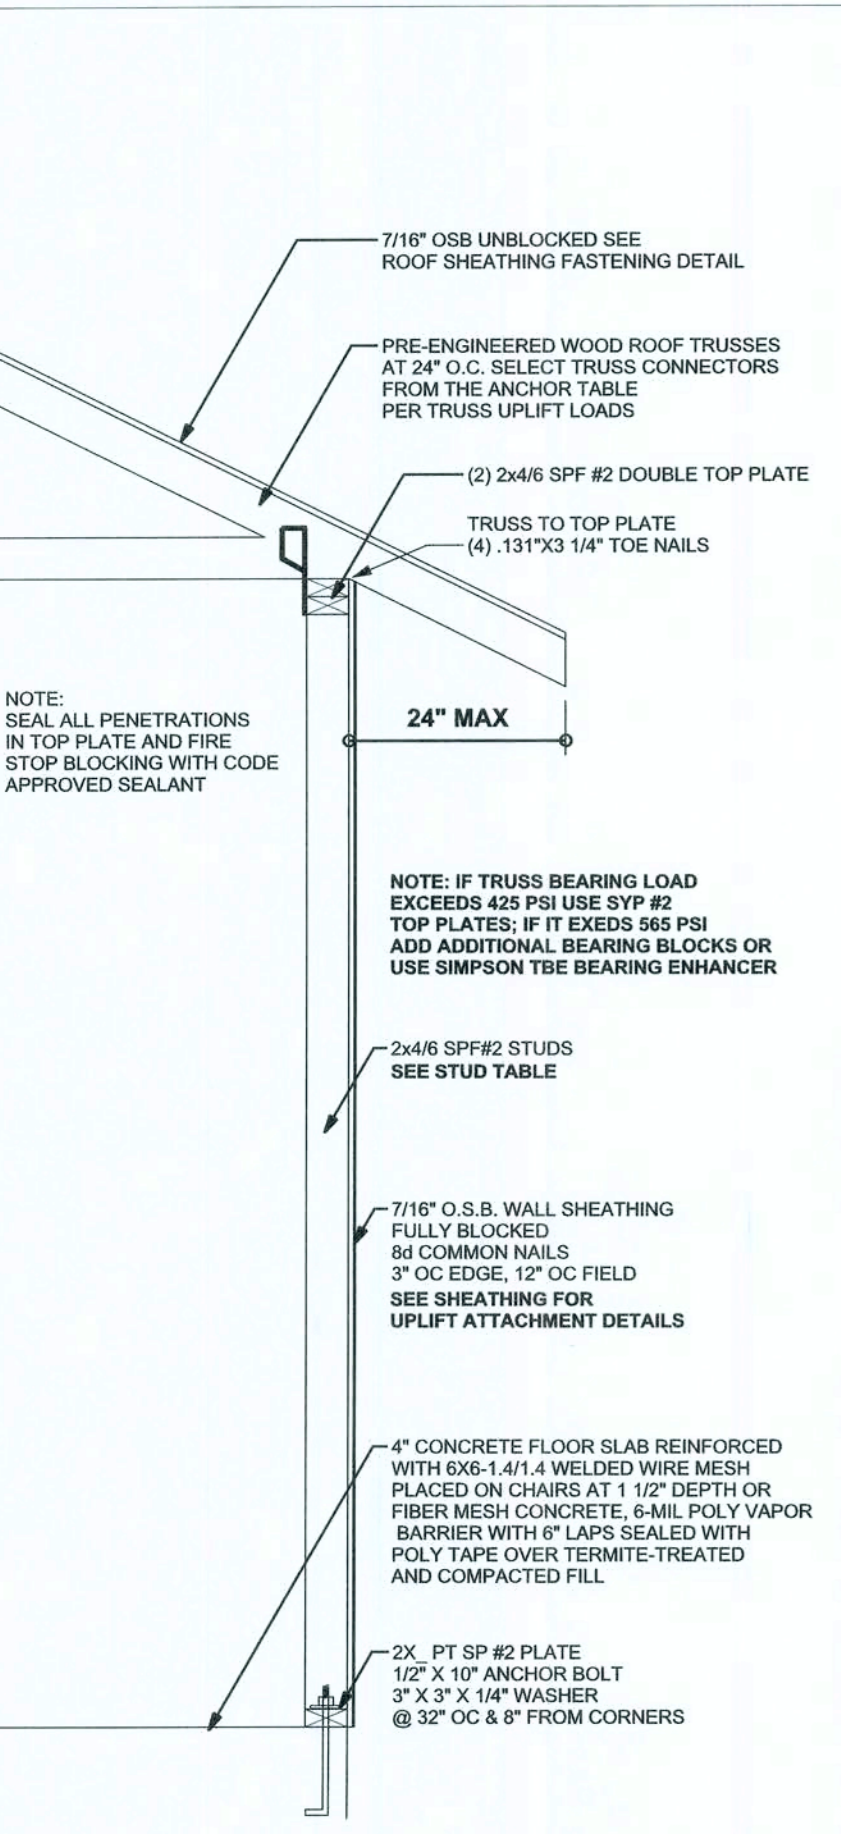 7/16" OSB UNBLOCKED SEE
ROOF SHEATHING FASTENING DETAIL
PRE-ENGINEERED WOOD ROOF TRUSSES
AT 24" O.C. SELECT TRUSS CONNECTORS
FROM THE ANCHOR TABLE
PER TRUSS UPLIFT LOADS
(2) 2x4/6 SPF #2 DOUBLE TOP PLATE
TRUSS TO TOP PLATE
(4) .131"X3 1/4" TOE NAILS
NOTE:
SEAL ALL PENETRATIONS
IN TOP PLATE AND FIRE
STOP BLOCKING WITH CODE
APPROVED SEALANT
24" MAX
NOTE: IF TRUSS BEARING LOAD
EXCEEDS 425 PSI USE SYP #2
TOP PLATES; IF IT EXEDS 565 PSI
ADD ADDITIONAL BEARING BLOCKS OR
USE SIMPSON TBE BEARING ENHANCER
2x4/6 SPF#2 STUDS
SEE STUD TABLE
7/16" O.S.B. WALL SHEATHING
FULLY BLOCKED
8d COMMON NAILS
3" OC EDGE, 12" OC FIELD
SEE SHEATHING FOR
UPLIFT ATTACHMENT DETAILS
4" CONCRETE FLOOR SLAB REINFORCED
WITH 6X6-1.4/1.4 WELDED WIRE MESH
PLACED ON CHAIRS AT 1 1/2" DEPTH OR
FIBER MESH CONCRETE, 6-MIL POLY VAPOR
BARRIER WITH 6" LAPS SEALED WITH
POLY TAPE OVER TERMITE-TREATED
AND COMPACTED FILL
2X_ PT SP #2 PLATE
1/2" X 10" ANCHOR BOLT
3" X 3" X 1/4" WASHER
@ 32" OC & 8" FROM CORNERS